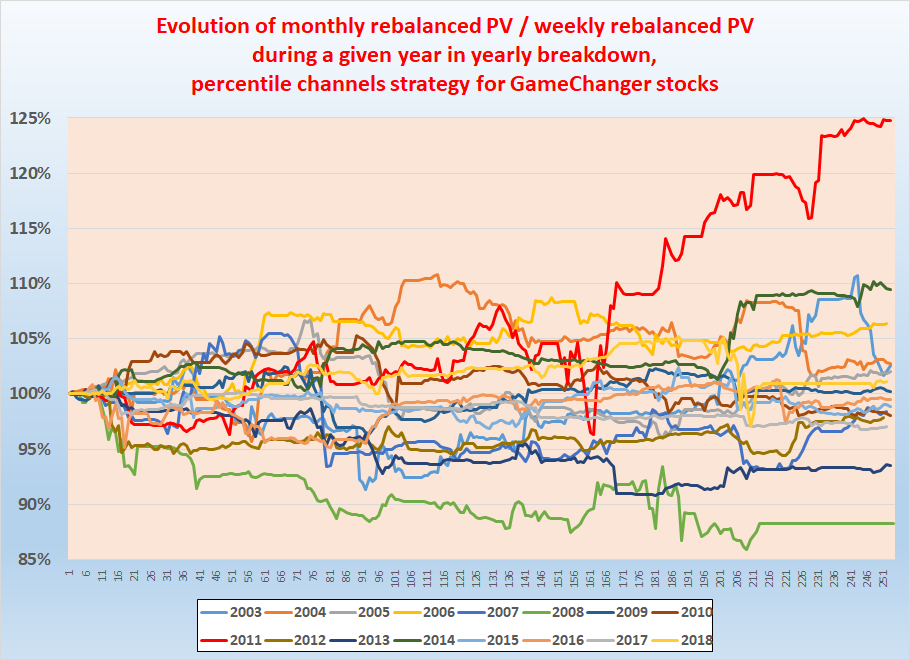 Evolution of monthly rebalanced PV / weekly rebalanced PV
during a given year in yearly breakdown,
percentile channels strategy for GameChanger stocks
125%
120%
115%
110%
105%
100%
95%
90%
85%
1 6 11 16 21 26 31 36 41 46 51 56 61 66 71 76 81 86 91 96 101 106 111 116 121 126 131 136 141 146 151 156 161 166 171 176 181 186 191 196 201 206 211 216 221 226 231 236 241 246 251
2003 2004 2005 2006 2007 2008 2009 2010
2011 2012 2013 2014 2015 2016 2017 2018